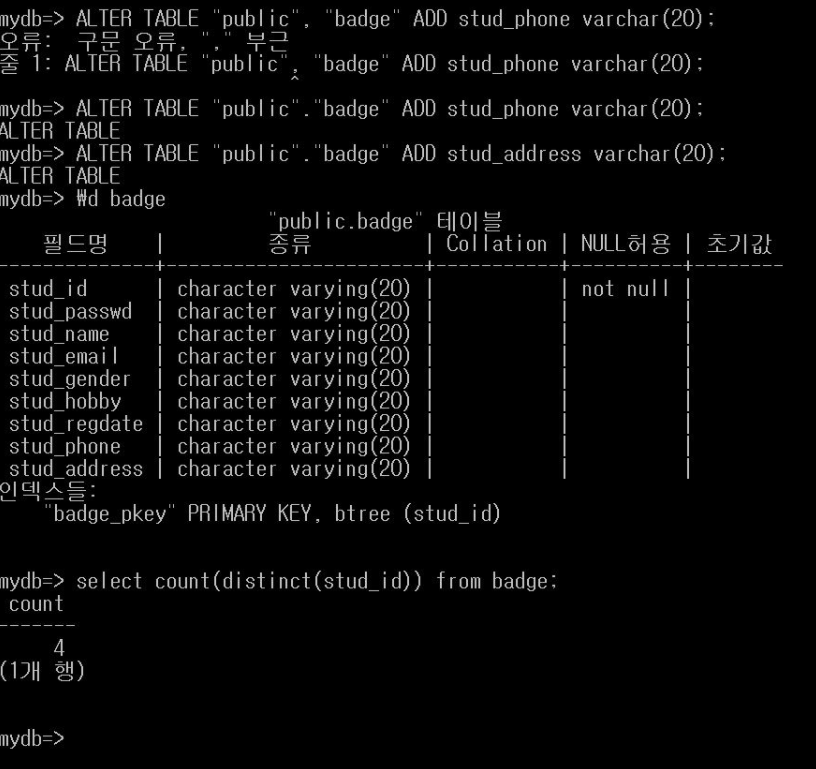 mydb=> ALTER TABLE "public", "badge" ADD stud_phone varchar(20);
오류:  구문 오류, "," 부근
줄 1: ALTER TABLE "public", "badge" ADD stud_phone varchar(20);
^
mydb=> ALTER TABLE "public"."badge" ADD stud_phone varchar(20);
ALTER TABLE
mydb=> ALTER TABLE "public"."badge" ADD stud_address varchar(20);
ALTER TABLE
mydb=> ₩d badge
"public.badge" 테이블
필드명 | 종류 | Collation | NULL허용 | 초기값
--------------+-----------------------+-----------+----------+--------
stud_id | character varying(20) | | not null |
stud_passwd | character varying(20) | | |
stud_name | character varying(20) | | |
stud_email | character varying(20) | | |
stud_gender | character varying(20) | | |
stud_hobby | character varying(20) | | |
stud_regdate | character varying(20) | | |
stud_phone | character varying(20) | | |
stud_address | character varying(20) | | |
인덱스들:
"badge_pkey" PRIMARY KEY, btree (stud_id)
mydb=> select count(distinct(stud_id)) from badge;
count
-------
4
(1개 행)
mydb=>